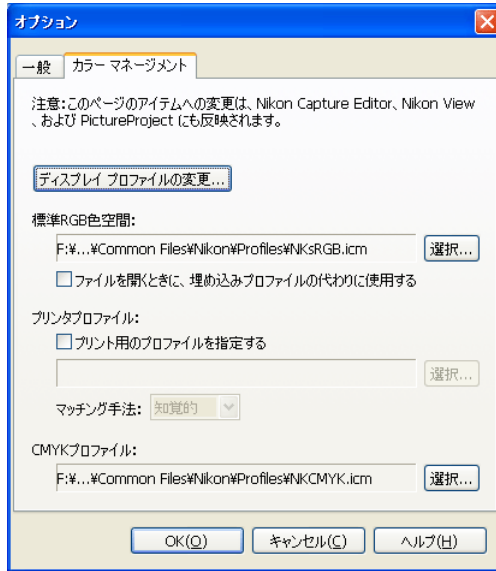 オプション
一般 カラー マネージメント
注意:このページのアイテムへの変更は、Nikon Capture Editor、Nikon View
、および PictureProject にも反映されます。
ディスプレイ プロファイルの変更...
標準RGB色空間:
F:¥...¥Common Files¥Nikon¥Profiles¥NKsRGB.icm 選択...
ファイルを開くときに、埋め込みプロファイルの代わりに使用する
プリンタプロファイル:
プリント用のプロファイルを指定する
選択...
マッチング手法: 知覚的
CMYKプロファイル:
F:¥...¥Common Files¥Nikon¥Profiles¥NKCMYK.icm 選択...
OK(O) キャンセル(C) ヘルプ(H)